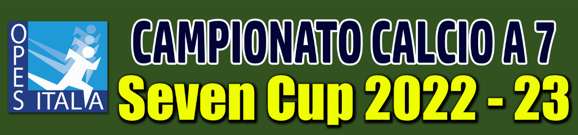 OPES ITALIA
CAMPIONATO CALCIO A 7
Seven Cup 2022 - 23